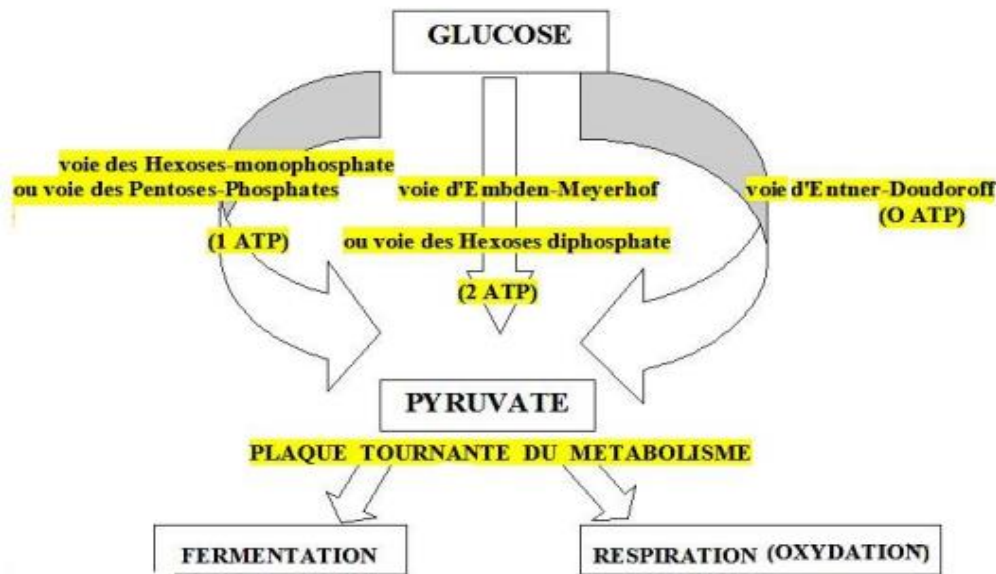 GLUCOSE
voie des Hexoses-monophosphate
ou voie des Pentoses-Phosphates
(1 ATP)
voie d'Embden-Meyerhof
ou voie des Hexoses diphosphate
(2 ATP)
voie d'Entner-Doudoroff
(O ATP)
PYRUVATE
PLAQUE TOURNANTE DU METABOLISME
FERMENTATION
RESPIRATION (OXYDATION)